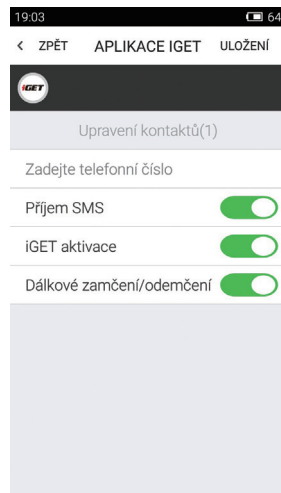 19:03 64
< ZPĚT APLIKACE IGET ULOŽENÍ
iGET
Upravení kontaktů(1)
Zadejte telefonní číslo
Příjem SMS
iGET aktivace
Dálkové zamčení/odemčení